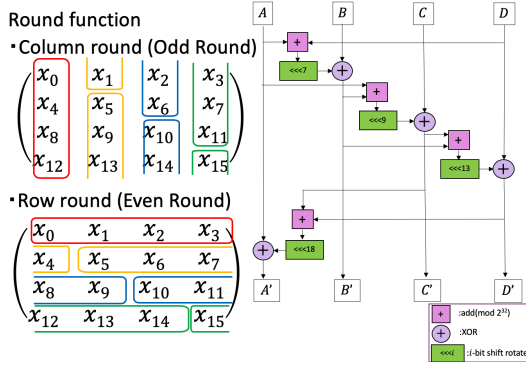 Round function
・Column round (Odd Round)
x₀ x₁ x₂ x₃
x₄ x₅ x₆ x₇
x₈ x₉ x₁₀ x₁₁
x₁₂ x₁₃ x₁₄ x₁₅
・Row round (Even Round)
x₀ x₁ x₂ x₃
x₄ x₅ x₆ x₇
x₈ x₉ x₁₀ x₁₁
x₁₂ x₁₃ x₁₄ x₁₅
A B C D
+
<<<7 +
+
<<<9 +
+
<<<13 +
+
+ <<<18
A' B' C' D'
+ :add(mod 2³²)
+ :XOR
<<<i :i-bit shift rotate